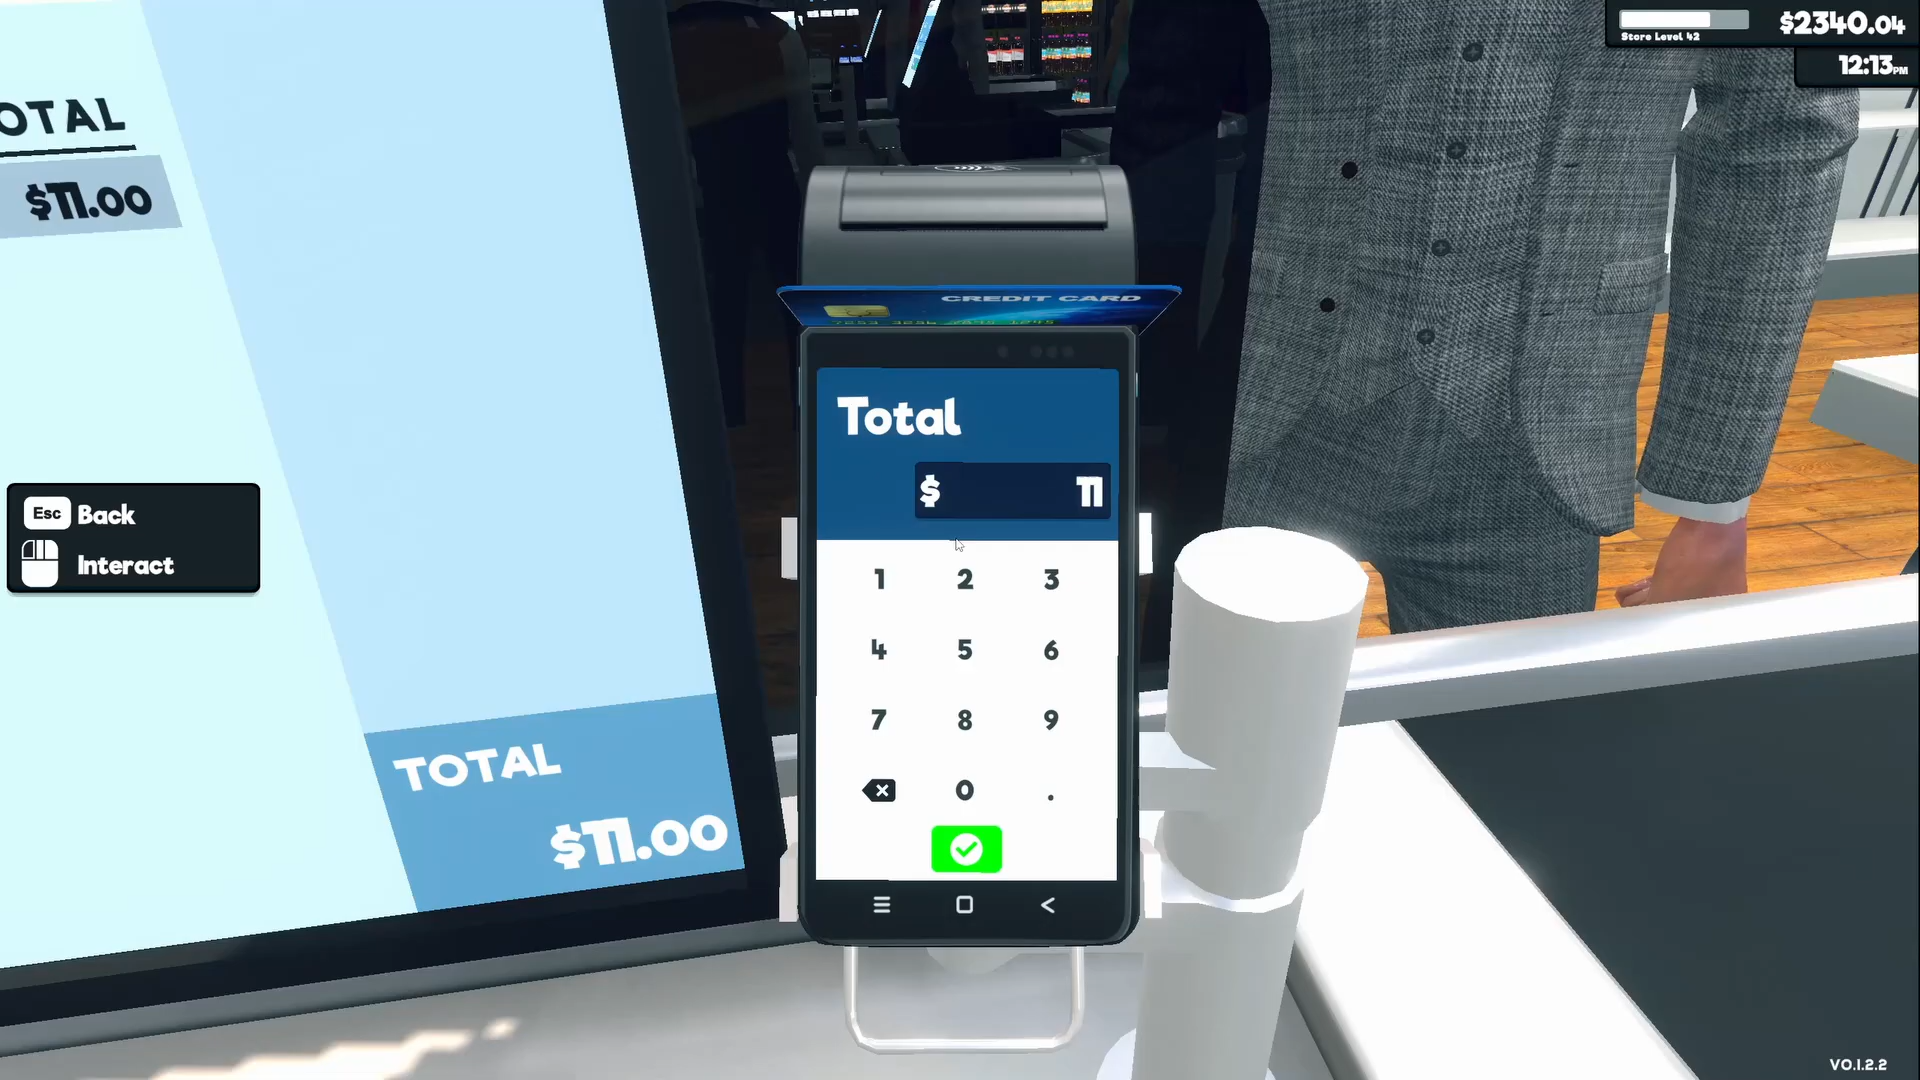 $2340.04
Store Level 42
12:13PM
OTAL
$11.00
CREDIT CARD
Total
$ 11
Esc Back
Interact
1 2 3
4 5 6
7 8 9
0 .
TOTAL
$11.00
V0.1.2.2